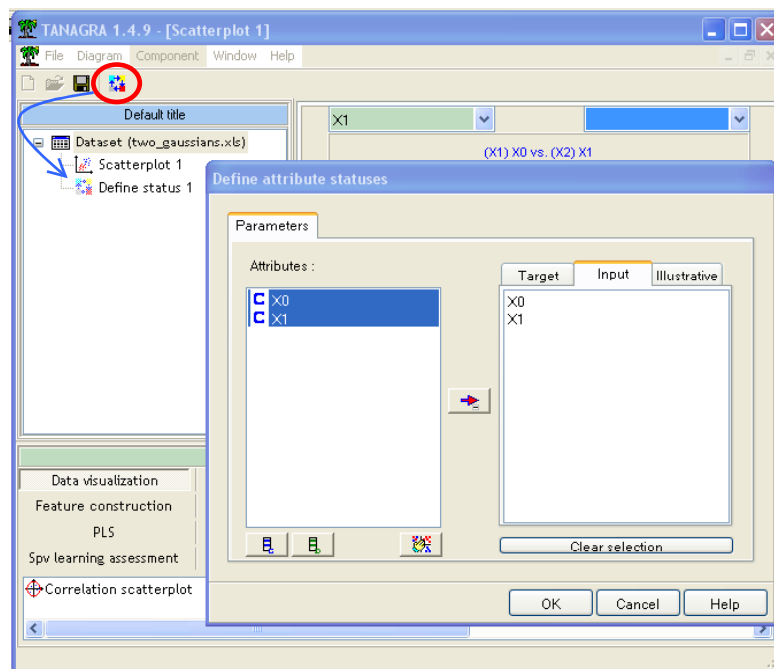 TANAGRA 1.4.9 - [Scatterplot 1]
File Diagram Component Window Help
Default title
Dataset (two_gaussians.xls)
Scatterplot 1
Define status 1
X1
(X1) X0 vs. (X2) X1
Define attribute statuses
Parameters
Attributes :
C X0
C X1
Target Input Illustrative
X0
X1
Clear selection
OK Cancel Help
Data visualization
Feature construction
PLS
Spv learning assessment
Correlation scatterplot